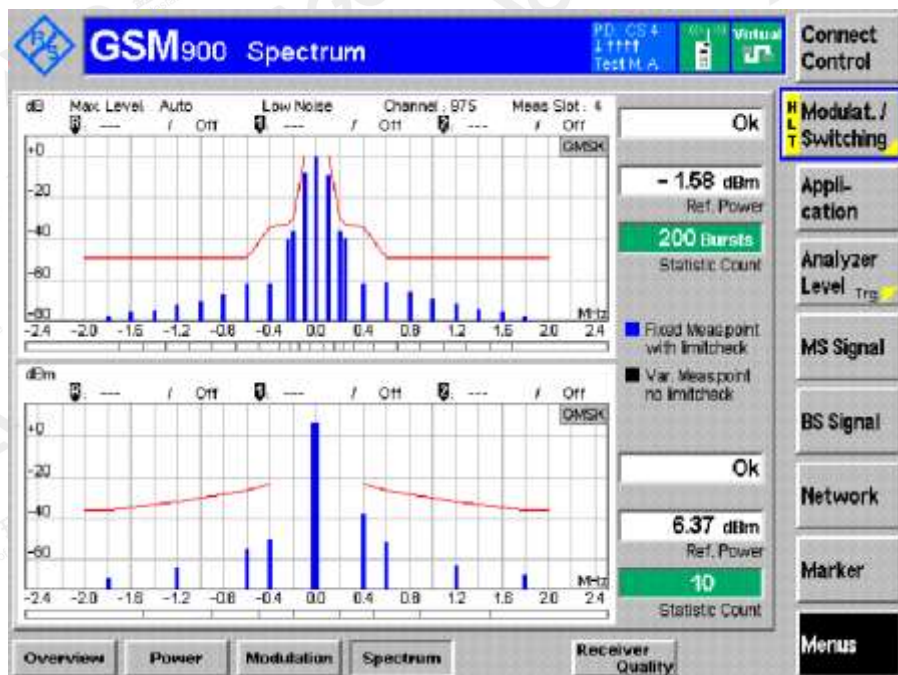 GSM900 Spectrum
PD: CS 4
Test M. A
Virtual
Connect Control
dB Max. Level: Auto Low Noise Channel: 975 Meas Slot: 4
--- / Off --- / Off --- / Off
GMSK
+0
-20
-40
-60
-80
MHz
-2.4 -2.0 -1.6 -1.2 -0.8 -0.4 0.0 0.4 0.8 1.2 1.6 2.0 2.4
Ok
- 1.58 dBm
Ref. Power
200 Bursts
Statistic Count
Fixed Meas.point
with limitcheck
Var. Meas.point
no limitcheck
dBm
--- / Off --- / Off --- / Off
GMSK
+0
-20
-40
-60
MHz
-2.4 -2.0 -1.6 -1.2 -0.8 -0.4 0.0 0.4 0.8 1.2 1.6 2.0 2.4
Ok
6.37 dBm
Ref. Power
10
Statistic Count
HLT
Modulat. /
Switching
Appli-
cation
Analyzer
Level Trg
MS Signal
BS Signal
Network
Marker
Menus
Overview Power Modulation Spectrum Receiver
Quality